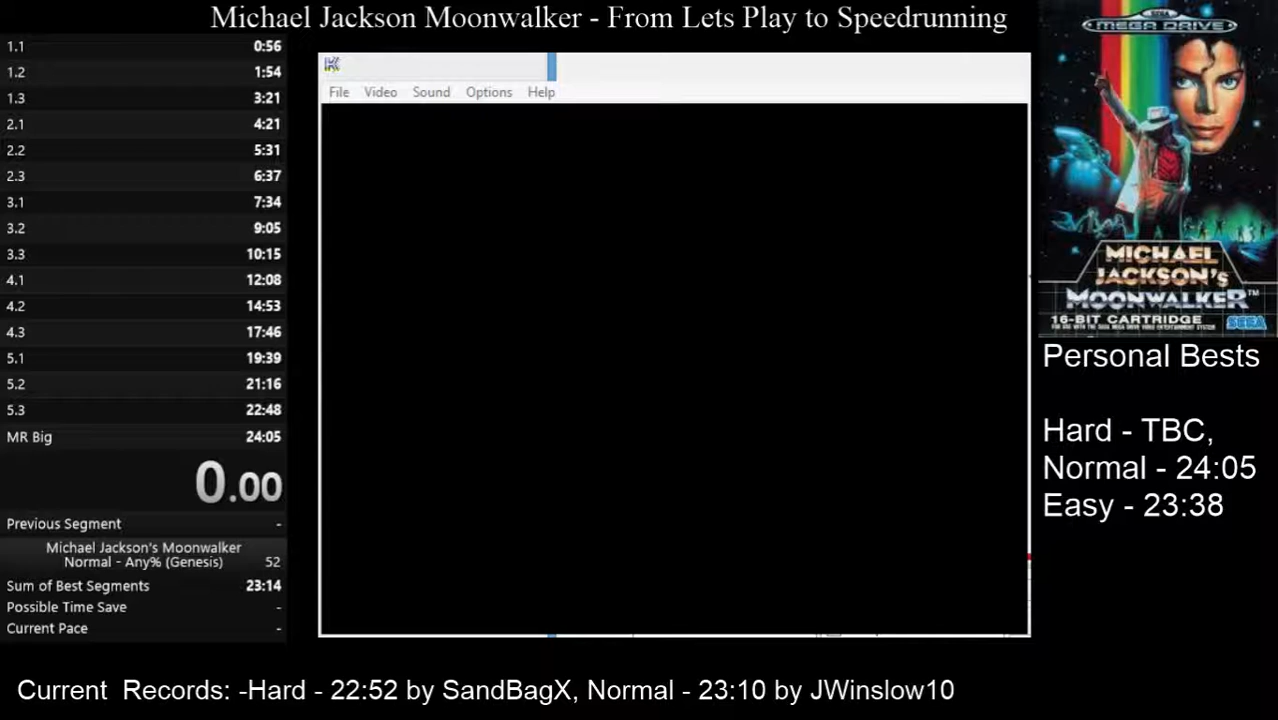 Michael Jackson Moonwalker - From Lets Play to Speedrunning
1.1 0:56
1.2 1:54
1.3 3:21
2.1 4:21
2.2 5:31
2.3 6:37
3.1 7:34
3.2 9:05
3.3 10:15
4.1 12:08
4.2 14:53
4.3 17:46
5.1 19:39
5.2 21:16
5.3 22:48
MR Big 24:05
0.00
Previous Segment -
Michael Jackson's Moonwalker
Normal - Any% (Genesis) 52
Sum of Best Segments 23:14
Possible Time Save -
Current Pace -
File Video Sound Options Help
SEGA
MEGA DRIVE
MICHAEL
JACKSON'S
MOONWALKER™
16-BIT CARTRIDGE
SEGA
Personal Bests
Hard - TBC,
Normal - 24:05
Easy - 23:38
Current Records: -Hard - 22:52 by SandBagX, Normal - 23:10 by JWinslow10